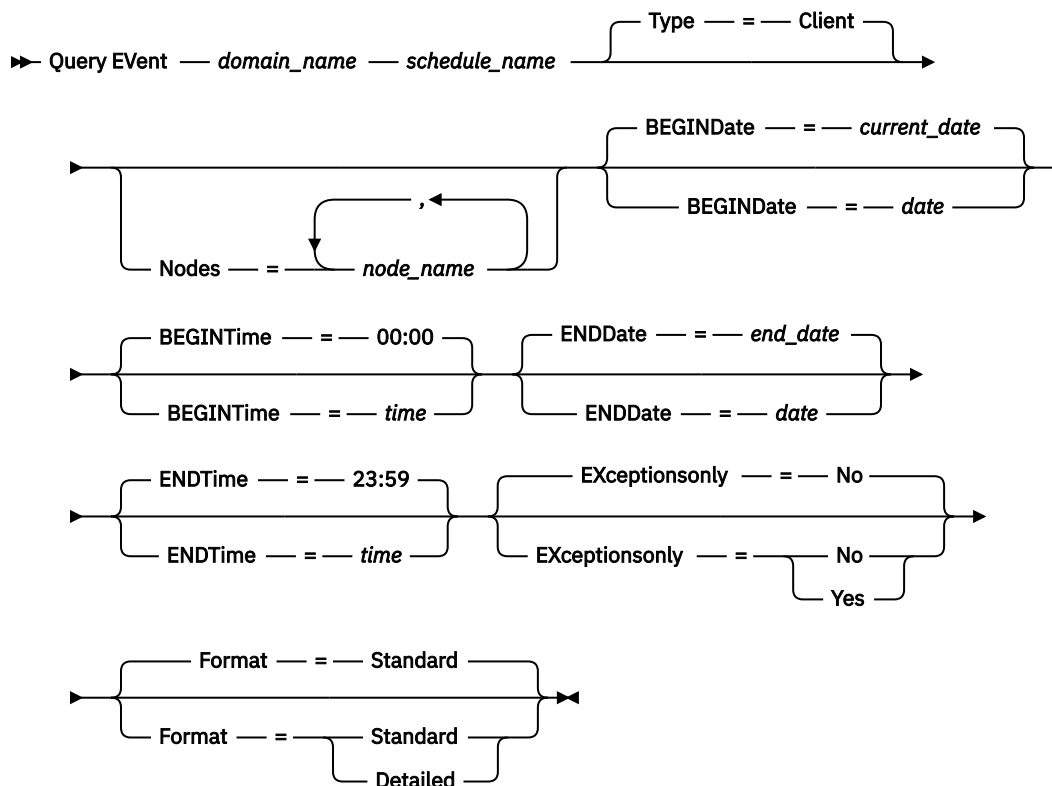 Type = Client
Query EVent domain_name schedule_name
BEGINDate = current_date
BEGINDate = date
,
Nodes = node_name
BEGINTime = 00:00
ENDDate = end_date
BEGINTime = time
ENDDate = date
ENDTime = 23:59
EXceptionsonly = No
ENDTime = time
EXceptionsonly = No
Yes
Format = Standard
Format = Standard
Detailed